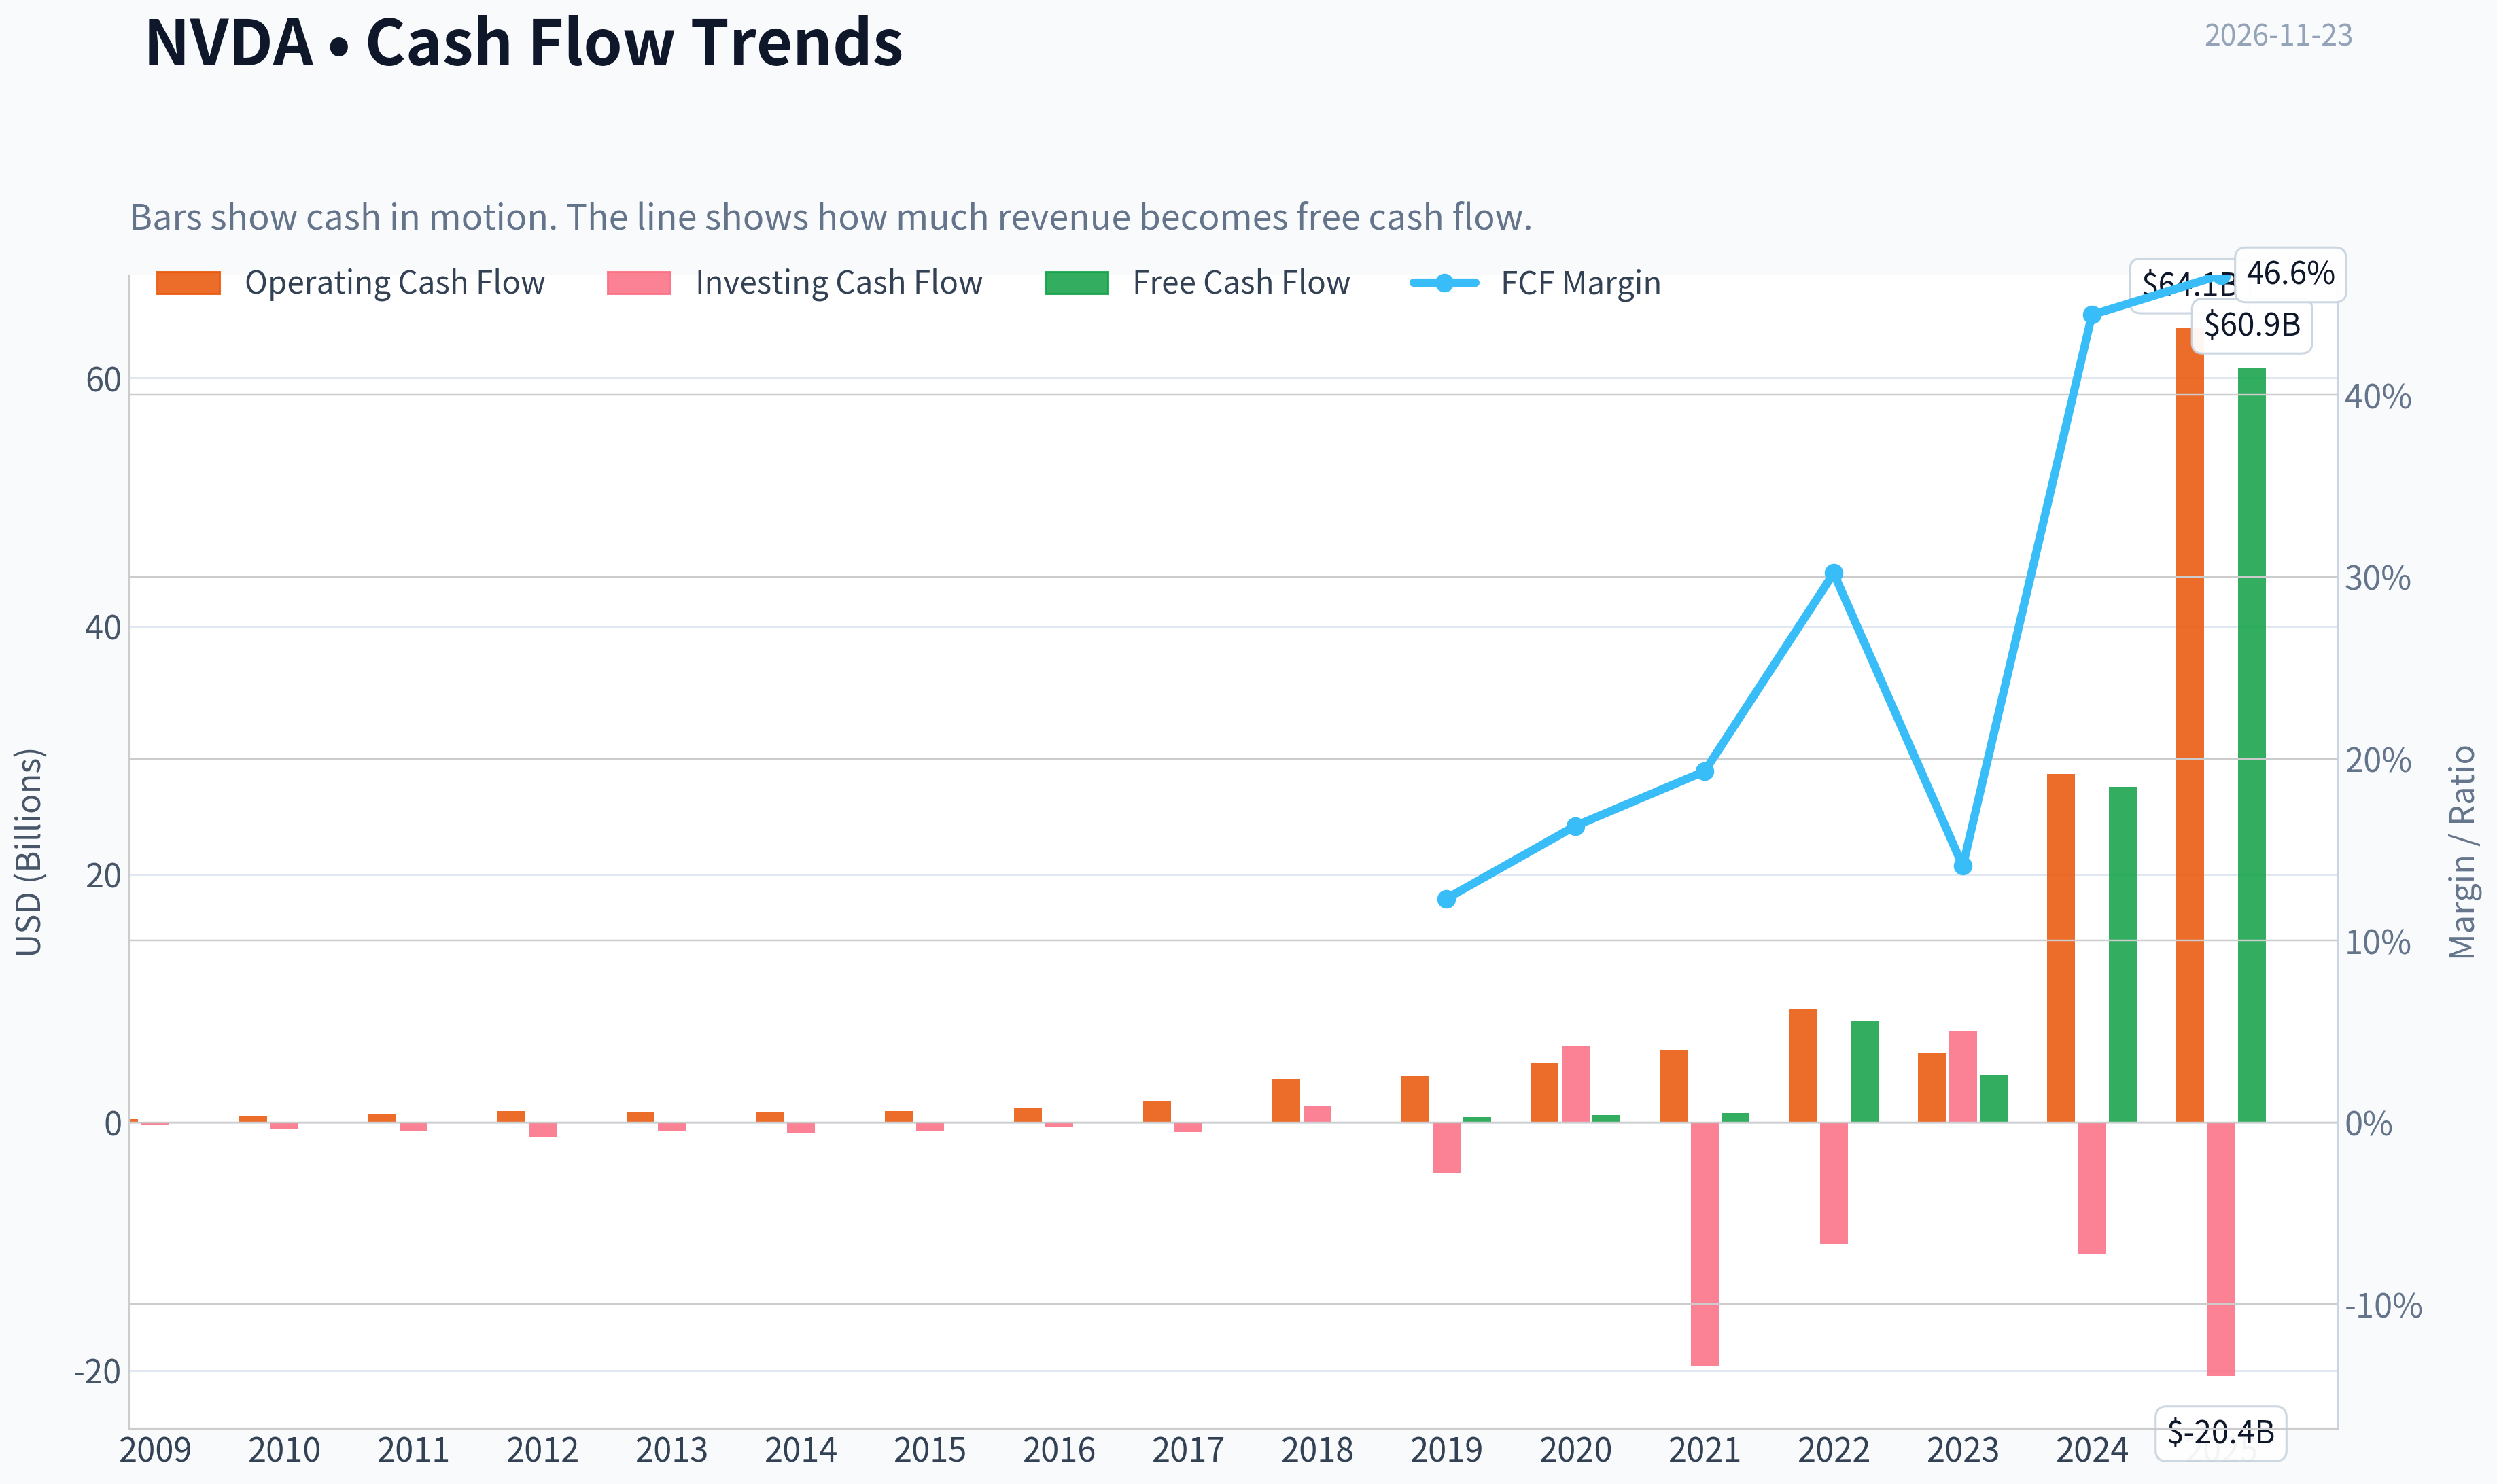 NVDA • Cash Flow Trends
2026-11-23
Bars show cash in motion. The line shows how much revenue becomes free cash flow.
Operating Cash Flow
Investing Cash Flow
Free Cash Flow
FCF Margin
$64.1B
46.6%
$60.9B
60
40
20
0
-20
USD (Billions)
40%
30%
20%
10%
0%
-10%
Margin / Ratio
$-20.4B
2009 2010 2011 2012 2013 2014 2015 2016 2017 2018 2019 2020 2021 2022 2023 2024 2025